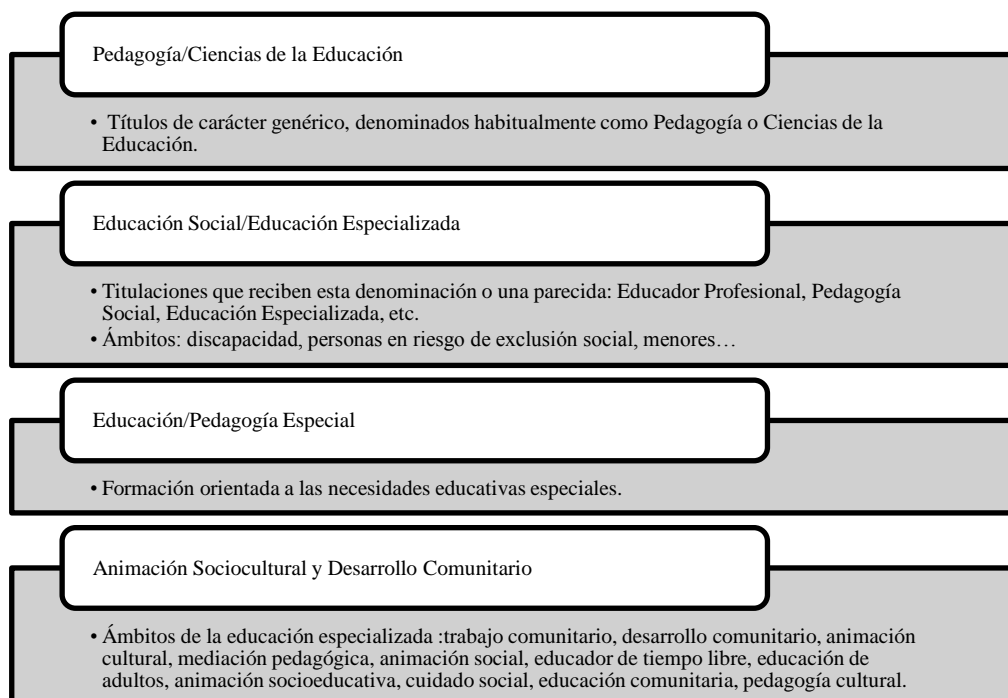 Pedagogía/Ciencias de la Educación
• Títulos de carácter genérico, denominados habitualmente como Pedagogía o Ciencias de la
Educación.
Educación Social/Educación Especializada
• Titulaciones que reciben esta denominación o una parecida: Educador Profesional, Pedagogía
Social, Educación Especializada, etc.
• Ámbitos: discapacidad, personas en riesgo de exclusión social, menores…
Educación/Pedagogía Especial
• Formación orientada a las necesidades educativas especiales.
Animación Sociocultural y Desarrollo Comunitario
• Ámbitos de la educación especializada :trabajo comunitario, desarrollo comunitario, animación
cultural, mediación pedagógica, animación social, educador de tiempo libre, educación de
adultos, animación socioeducativa, cuidado social, educación comunitaria, pedagogía cultural.